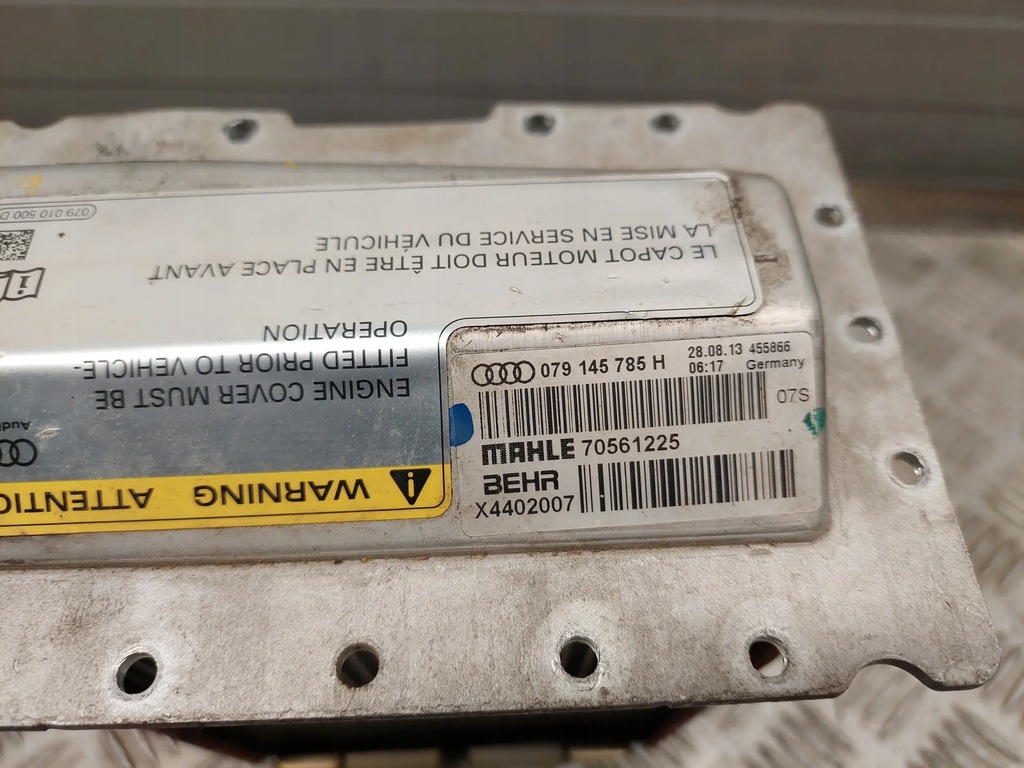 079 145 785 H
28.08.13 455866
06:17 Germany
07S
MAHLE 70561225
BEHR
X4402007
WARNING
ENGINE COVER MUST BE
FITTED PRIOR TO VEHICLE-
OPERATION
LE CAPOT MOTEUR DOIT ÊTRE EN PLACE AVANT
LA MISE EN SERVICE DU VÉHICULE
079 010 500 D
Audi